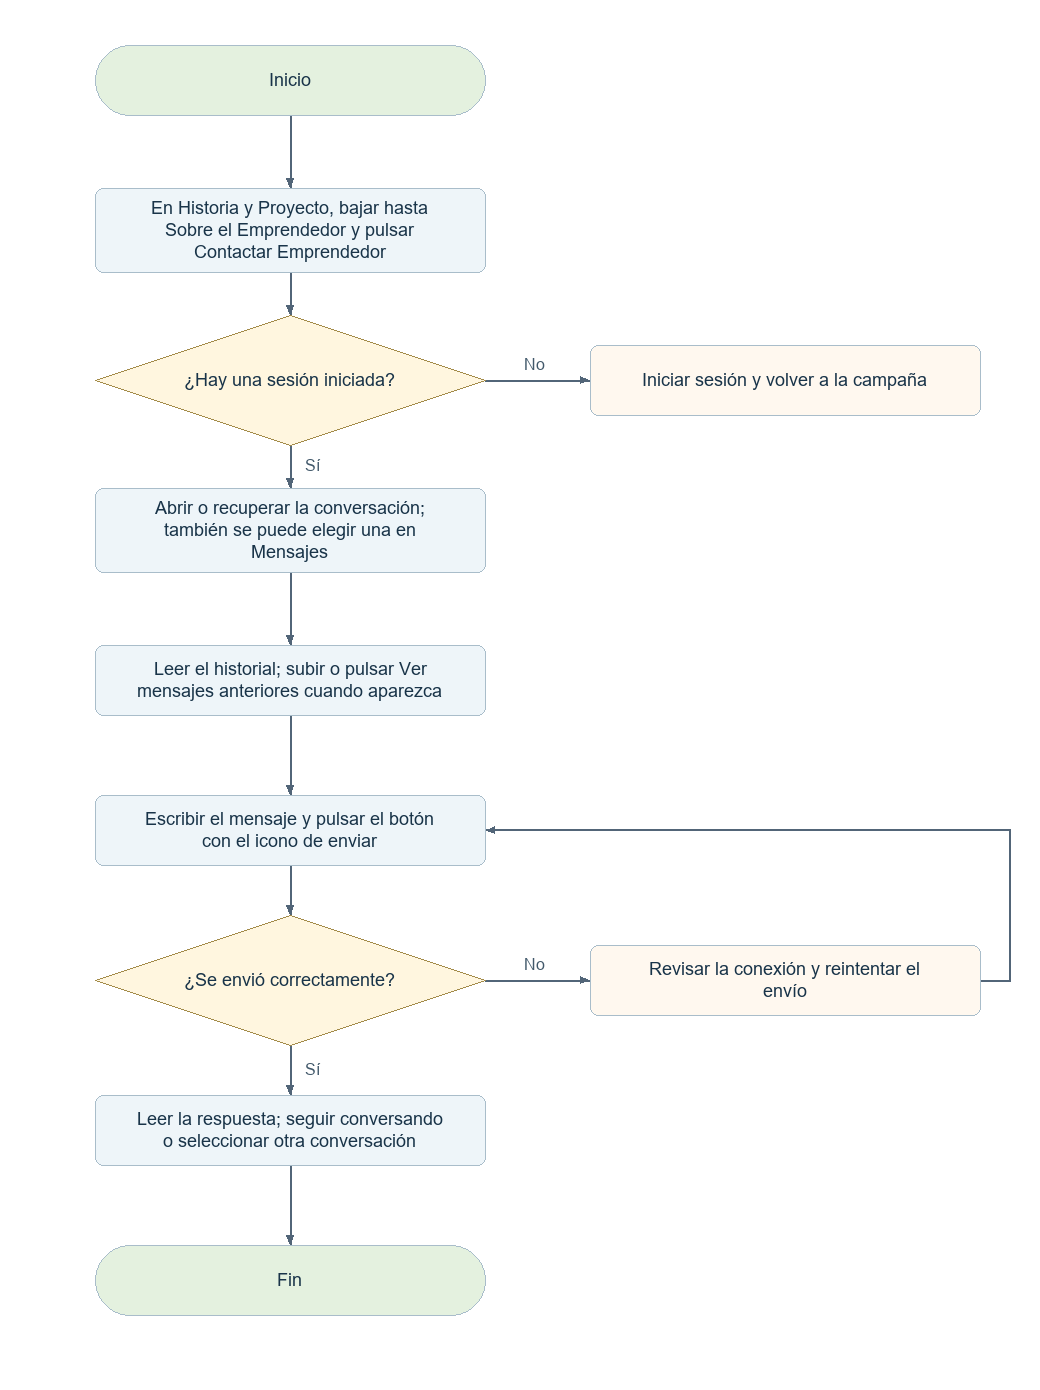 Inicio
En Historia y Proyecto, bajar hasta
Sobre el Emprendedor y pulsar
Contactar Emprendedor
¿Hay una sesión iniciada?
No
Iniciar sesión y volver a la campaña
Sí
Abrir o recuperar la conversación;
también se puede elegir una en
Mensajes
Leer el historial; subir o pulsar Ver
mensajes anteriores cuando aparezca
Escribir el mensaje y pulsar el botón
con el icono de enviar
¿Se envió correctamente?
No
Revisar la conexión y reintentar el
envío
Sí
Leer la respuesta; seguir conversando
o seleccionar otra conversación
Fin